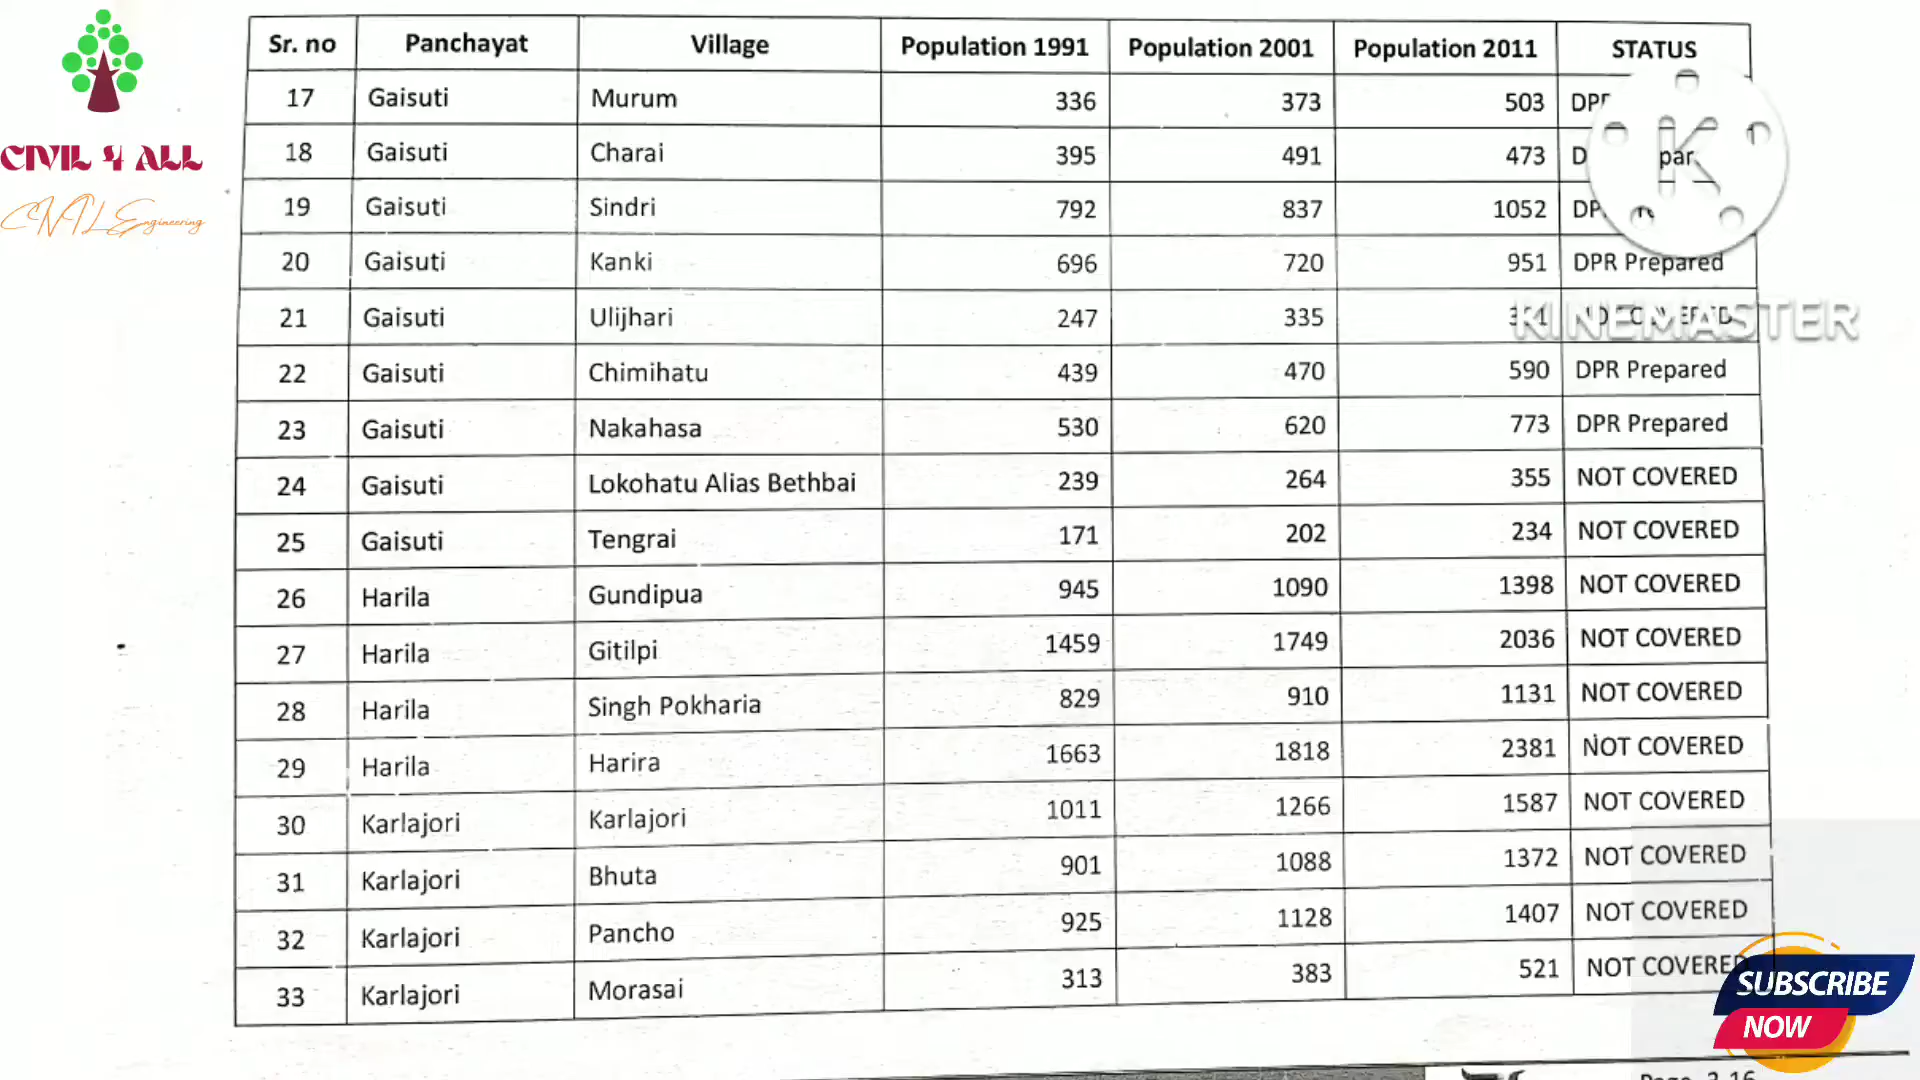 CIVIL 4 ALL
CIVIL Engineering
Sr. no Panchayat Village Population 1991 Population 2001 Population 2011 STATUS
17 Gaisuti Murum 336 373 503
18 Gaisuti Charai 395 491 473
19 Gaisuti Sindri 792 837 1052
20 Gaisuti Kanki 696 720 951 DPR Prepared
21 Gaisuti Ulijhari 247 335
22 Gaisuti Chimihatu 439 470 590 DPR Prepared
23 Gaisuti Nakahasa 530 620 773 DPR Prepared
24 Gaisuti Lokohatu Alias Bethbai 239 264 355 NOT COVERED
25 Gaisuti Tengrai 171 202 234 NOT COVERED
26 Harila Gundipua 945 1090 1398 NOT COVERED
27 Harila Gitilpi 1459 1749 2036 NOT COVERED
28 Harila Singh Pokharia 829 910 1131 NOT COVERED
29 Harila Harira 1663 1818 2381 NOT COVERED
30 Karlajori Karlajori 1011 1266 1587 NOT COVERED
31 Karlajori Bhuta 901 1088 1372 NOT COVERED
32 Karlajori Pancho 925 1128 1407 NOT COVERED
33 Karlajori Morasai 313 383 521 NOT COVERED
K
KINEMASTER
SUBSCRIBE
NOW